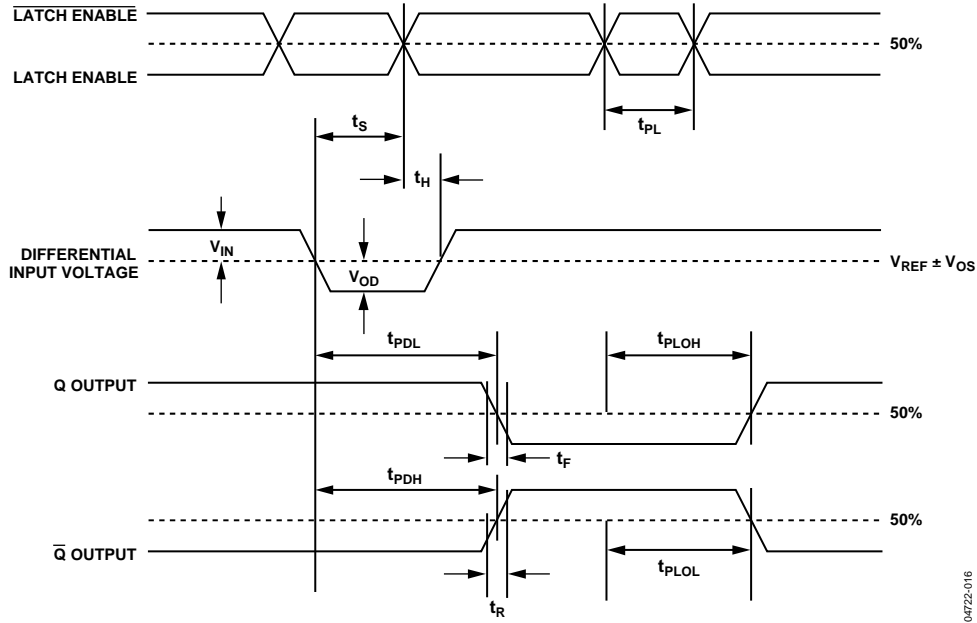 LATCH ENABLE
50%
LATCH ENABLE
tS
tPL
tH
VIN
DIFFERENTIAL
INPUT VOLTAGE
VREF ± VOS
VOD
tPDL
tPLOH
Q OUTPUT
50%
tF
tPDH
50%
Q̅ OUTPUT
tPLOL
tR
04722-016